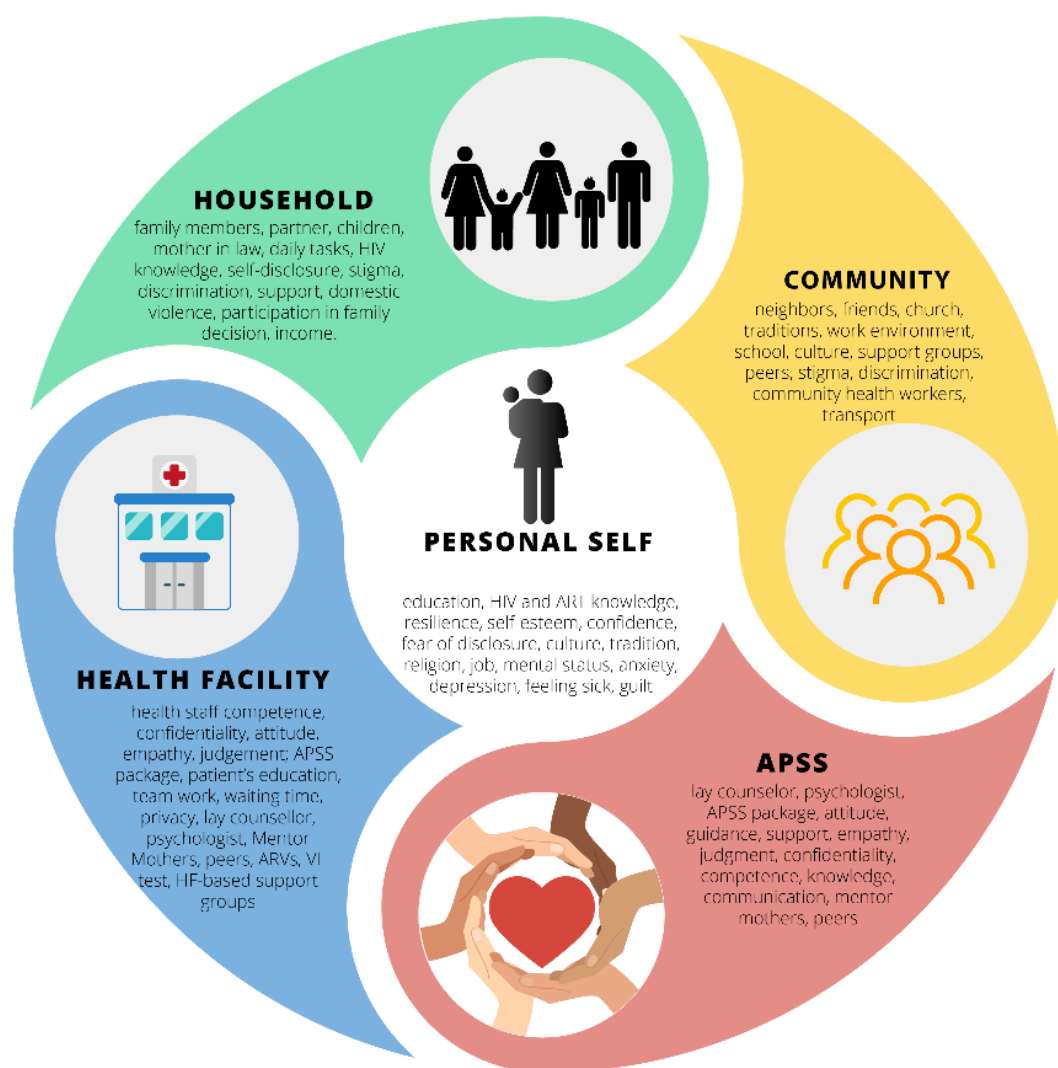 HOUSEHOLD
family members, partner, children,
mother in law, daily tasks, HIV
knowledge, self-disclosure, stigma,
discrimination, support, domestic
violence, participation in family
decision, income.
COMMUNITY
neighbors, friends, church,
traditions, work environment,
school, culture, support groups,
peers, stigma, discrimination,
community health workers,
transport
PERSONAL SELF
education, HIV and ART knowledge,
resilience, self esteem, confidence,
fear of disclosure, culture, tradition,
religion, job, mental status, anxiety,
depression, feeling sick, guilt
HEALTH FACILITY
health staff competence,
confidentiality, attitude,
empathy, judgement; APSS
package, patient's education,
team work, waiting time,
privacy, lay counsellor,
psychologist, Mentor
Mothers, peers, ARVs, Vl
test, HF-based support
groups
APSS
lay counselor, psychologist,
APSS package, attitude,
guidance, support, empathy,
judgment, confidentiality,
competence, knowledge,
communication, mentor
mothers, peers